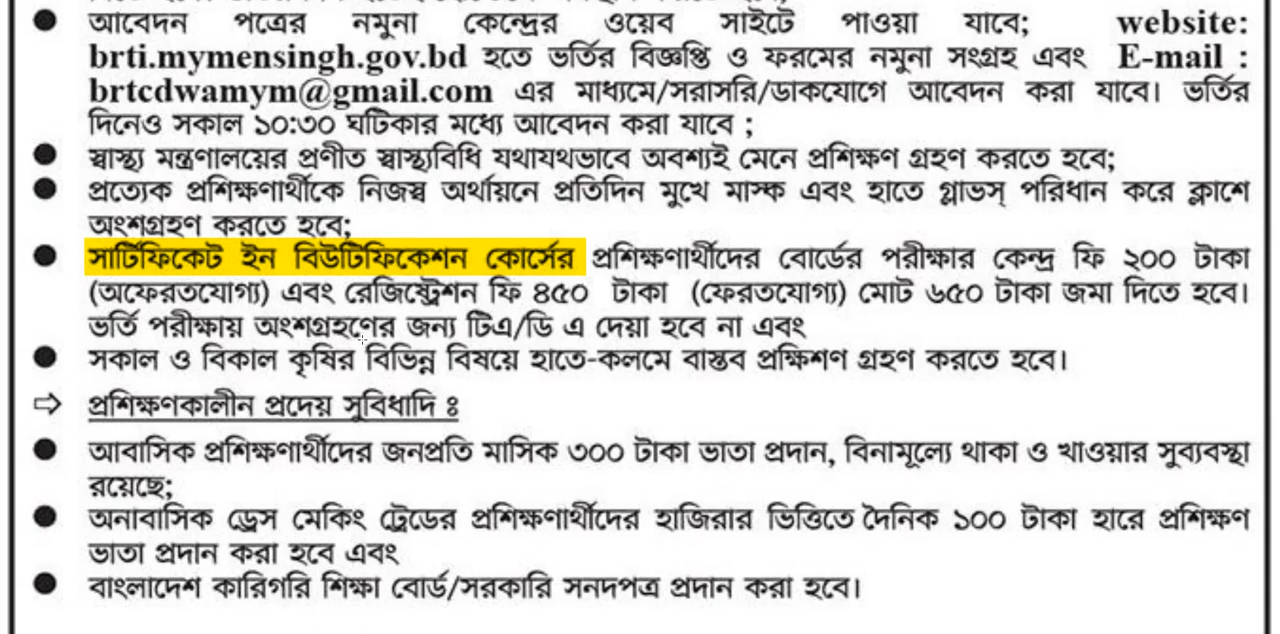 ● আবেদন পত্রের নমুনা কেন্দ্রের ওয়েব সাইটে পাওয়া যাবে; website:
brti.mymensingh.gov.bd হতে ভর্তির বিজ্ঞপ্তি ও ফরমের নমুনা সংগ্রহ এবং E-mail :
brtcdwamym@gmail.com এর মাধ্যমে/সরাসরি/ডাকযোগে আবেদন করা যাবে। ভর্তির
দিনেও সকাল ১০:৩০ ঘটিকার মধ্যে আবেদন করা যাবে ;
● স্বাস্থ্য মন্ত্রণালয়ের প্রণীত স্বাস্থ্যবিধি যথাযথভাবে অবশ্যই মেনে প্রশিক্ষণ গ্রহণ করতে হবে;
● প্রত্যেক প্রশিক্ষণার্থীকে নিজস্ব অর্থায়নে প্রতিদিন মুখে মাস্ক এবং হাতে গ্লাভস্ পরিধান করে ক্লাশে
অংশগ্রহণ করতে হবে;
● সার্টিফিকেট ইন বিউটিফিকেশন কোর্সের প্রশিক্ষণার্থীদের বোর্ডের পরীক্ষার কেন্দ্র ফি ২০০ টাকা
(অফেরতযোগ্য) এবং রেজিষ্ট্রেশন ফি ৪৫০ টাকা (ফেরতযোগ্য) মোট ৬৫০ টাকা জমা দিতে হবে।
ভর্তি পরীক্ষায় অংশগ্রহণের জন্য টিএ/ডি এ দেয়া হবে না এবং
● সকাল ও বিকাল কৃষির বিভিন্ন বিষয়ে হাতে-কলমে বাস্তব প্রক্ষিশণ গ্রহণ করতে হবে।
⇨ প্রশিক্ষণকালীন প্রদেয় সুবিধাদি ঃ
● আবাসিক প্রশিক্ষণার্থীদের জনপ্রতি মাসিক ৩০০ টাকা ভাতা প্রদান, বিনামূল্যে থাকা ও খাওয়ার সুব্যবস্থা
রয়েছে;
● অনাবাসিক ড্রেস মেকিং ট্রেডের প্রশিক্ষণার্থীদের হাজিরার ভিত্তিতে দৈনিক ১০০ টাকা হারে প্রশিক্ষণ
ভাতা প্রদান করা হবে এবং
● বাংলাদেশ কারিগরি শিক্ষা বোর্ড/সরকারি সনদপত্র প্রদান করা হবে।